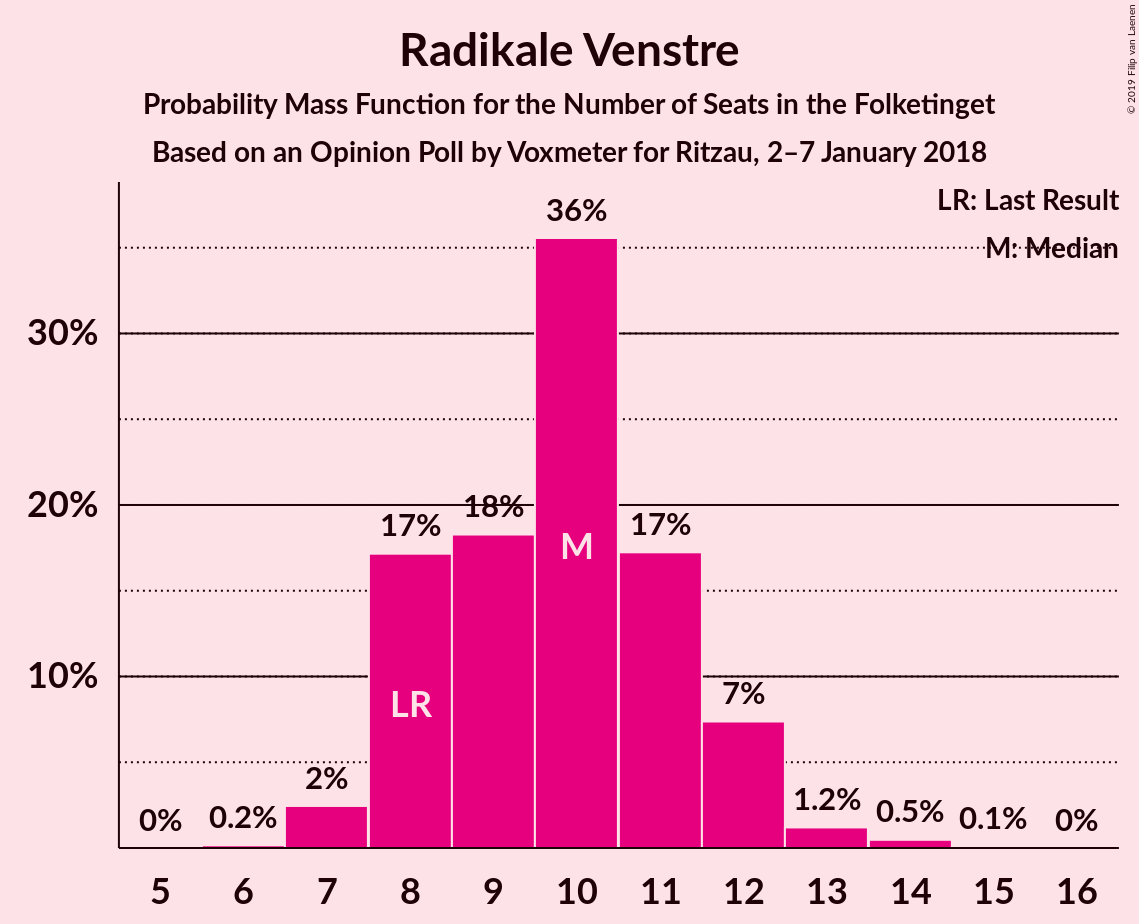 Radikale Venstre
Probability Mass Function for the Number of Seats in the Folketinget
Based on an Opinion Poll by Voxmeter for Ritzau, 2–7 January 2018
© 2019 Filip van Laenen
LR: Last Result
M: Median
30%
20%
10%
0%
0.2%
2%
17%
18%
36%
17%
7%
1.2%
0.5%
0.1%
0%
LR
M
5 6 7 8 9 10 11 12 13 14 15 16